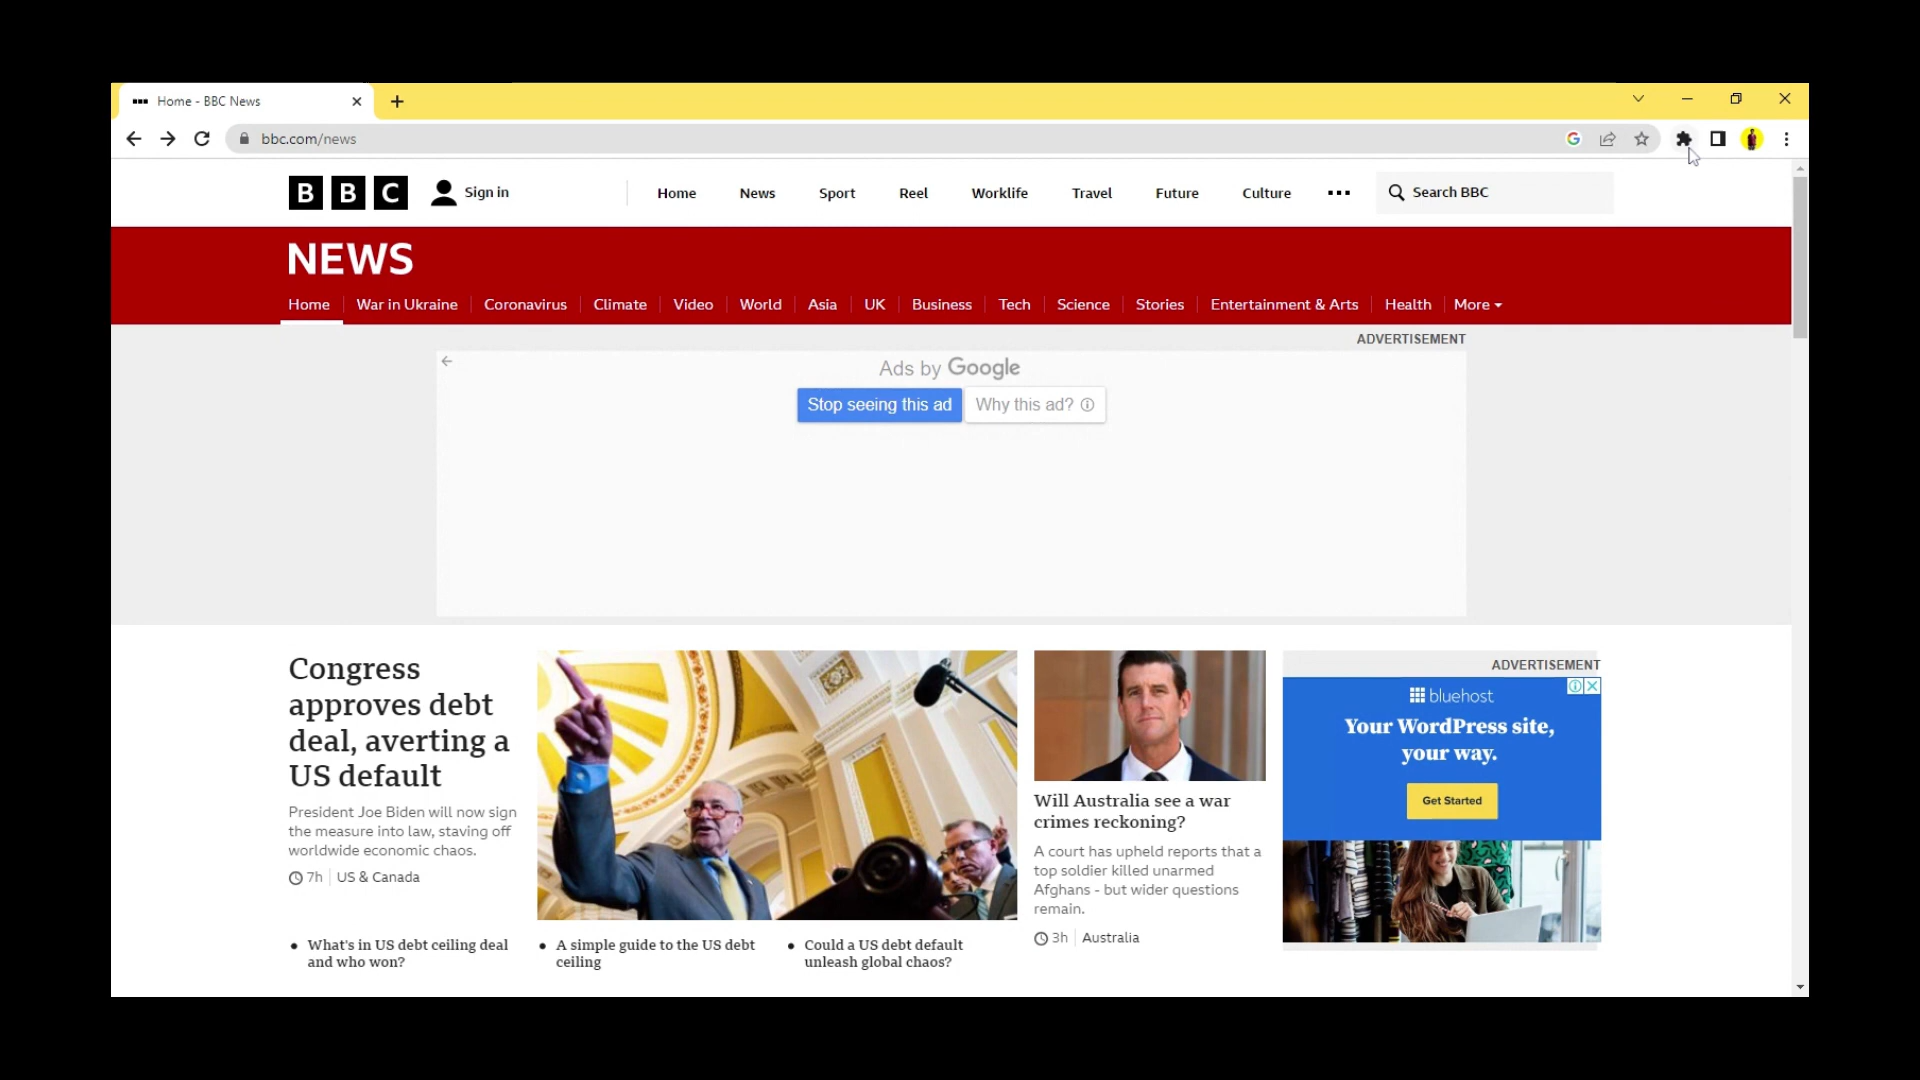 Home - BBC News
bbc.com/news
BBC
Sign in
Home
News
Sport
Reel
Worklife
Travel
Future
Culture
Search BBC
NEWS
Home
War in Ukraine
Coronavirus
Climate
Video
World
Asia
UK
Business
Tech
Science
Stories
Entertainment & Arts
Health
More
ADVERTISEMENT
Ads by Google
Stop seeing this ad
Why this ad?
Congress
approves debt
deal, averting a
US default
President Joe Biden will now sign
the measure into law, staving off
worldwide economic chaos.
7h
US & Canada
Will Australia see a war
crimes reckoning?
A court has upheld reports that a
top soldier killed unarmed
Afghans - but wider questions
remain.
3h
Australia
ADVERTISEMENT
bluehost
Your WordPress site,
your way.
Get Started
What's in US debt ceiling deal
and who won?
A simple guide to the US debt
ceiling
Could a US debt default
unleash global chaos?